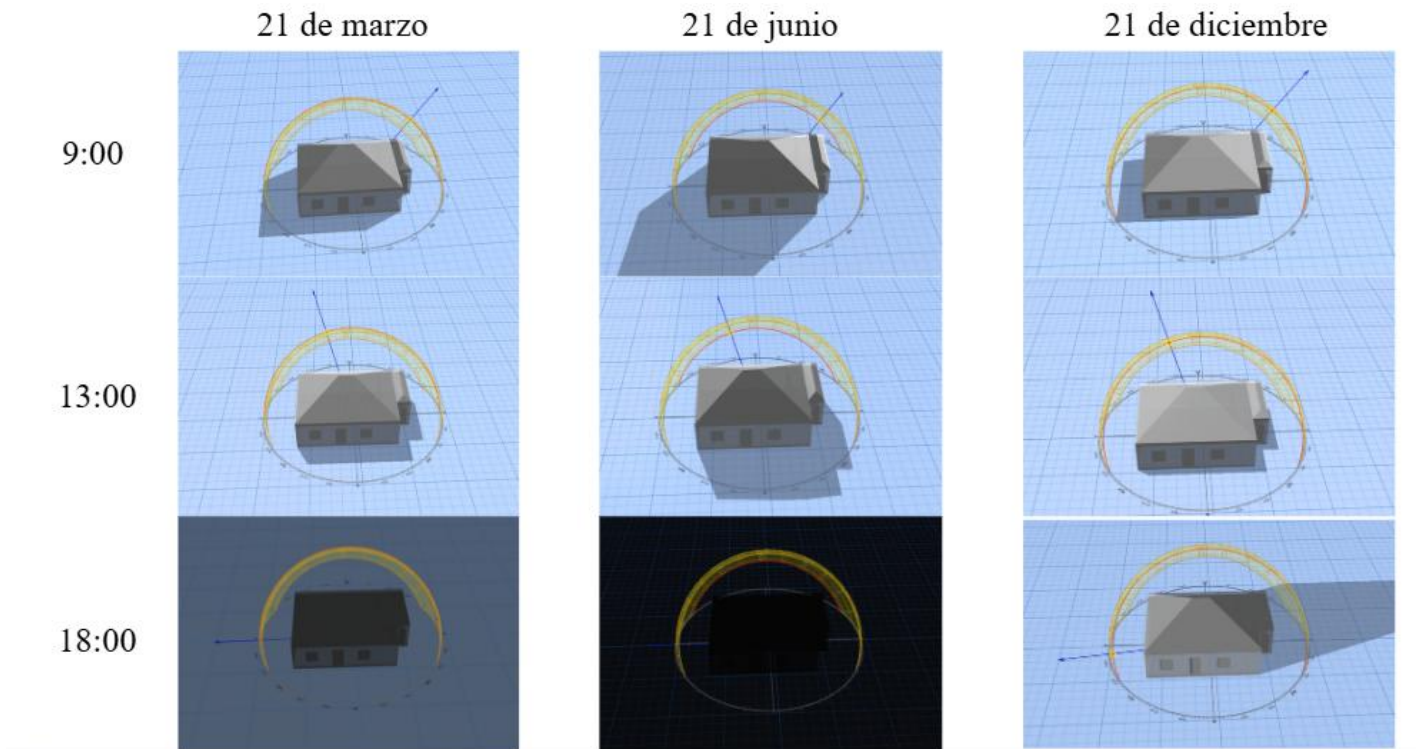 21 de marzo
21 de junio
21 de diciembre
9:00
13:00
18:00